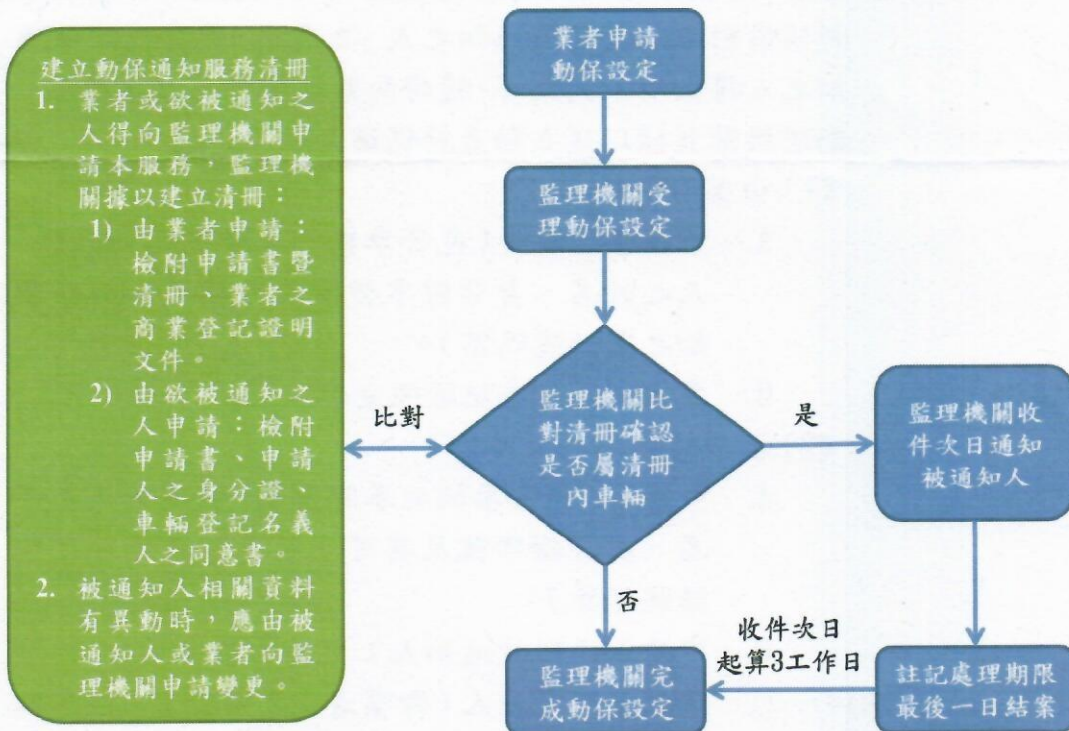 建立動保通知服務清冊
1. 業者或欲被通知之
人得向監理機關申
請本服務，監理機
關據以建立清冊：
1) 由業者申請：
檢附申請書暨
清冊、業者之
商業登記證明
文件。
2) 由欲被通知之
人申請：檢附
申請書、申請
人之身分證、
車輛登記名義
人之同意書。
2. 被通知人相關資料
有異動時，應由被
通知人或業者向監
理機關申請變更。
業者申請
動保設定
監理機關受
理動保設定
比對
監理機關比
對清冊確認
是否屬清冊
內車輛
是
監理機關收
件次日通知
被通知人
否
收件次日
起算3工作日
監理機關完
成動保設定
註記處理期限
最後一日結案